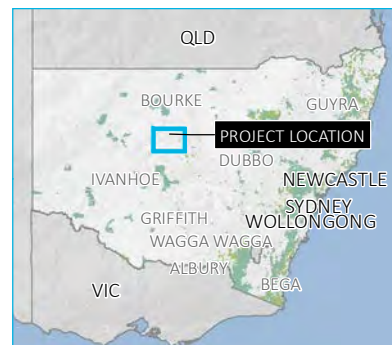 QLD
BOURKE
GUYRA
PROJECT LOCATION
DUBBO
IVANHOE
NEWCASTLE
SYDNEY
GRIFFITH
WOLLONGONG
WAGGA WAGGA
ALBURY
VIC
BEGA